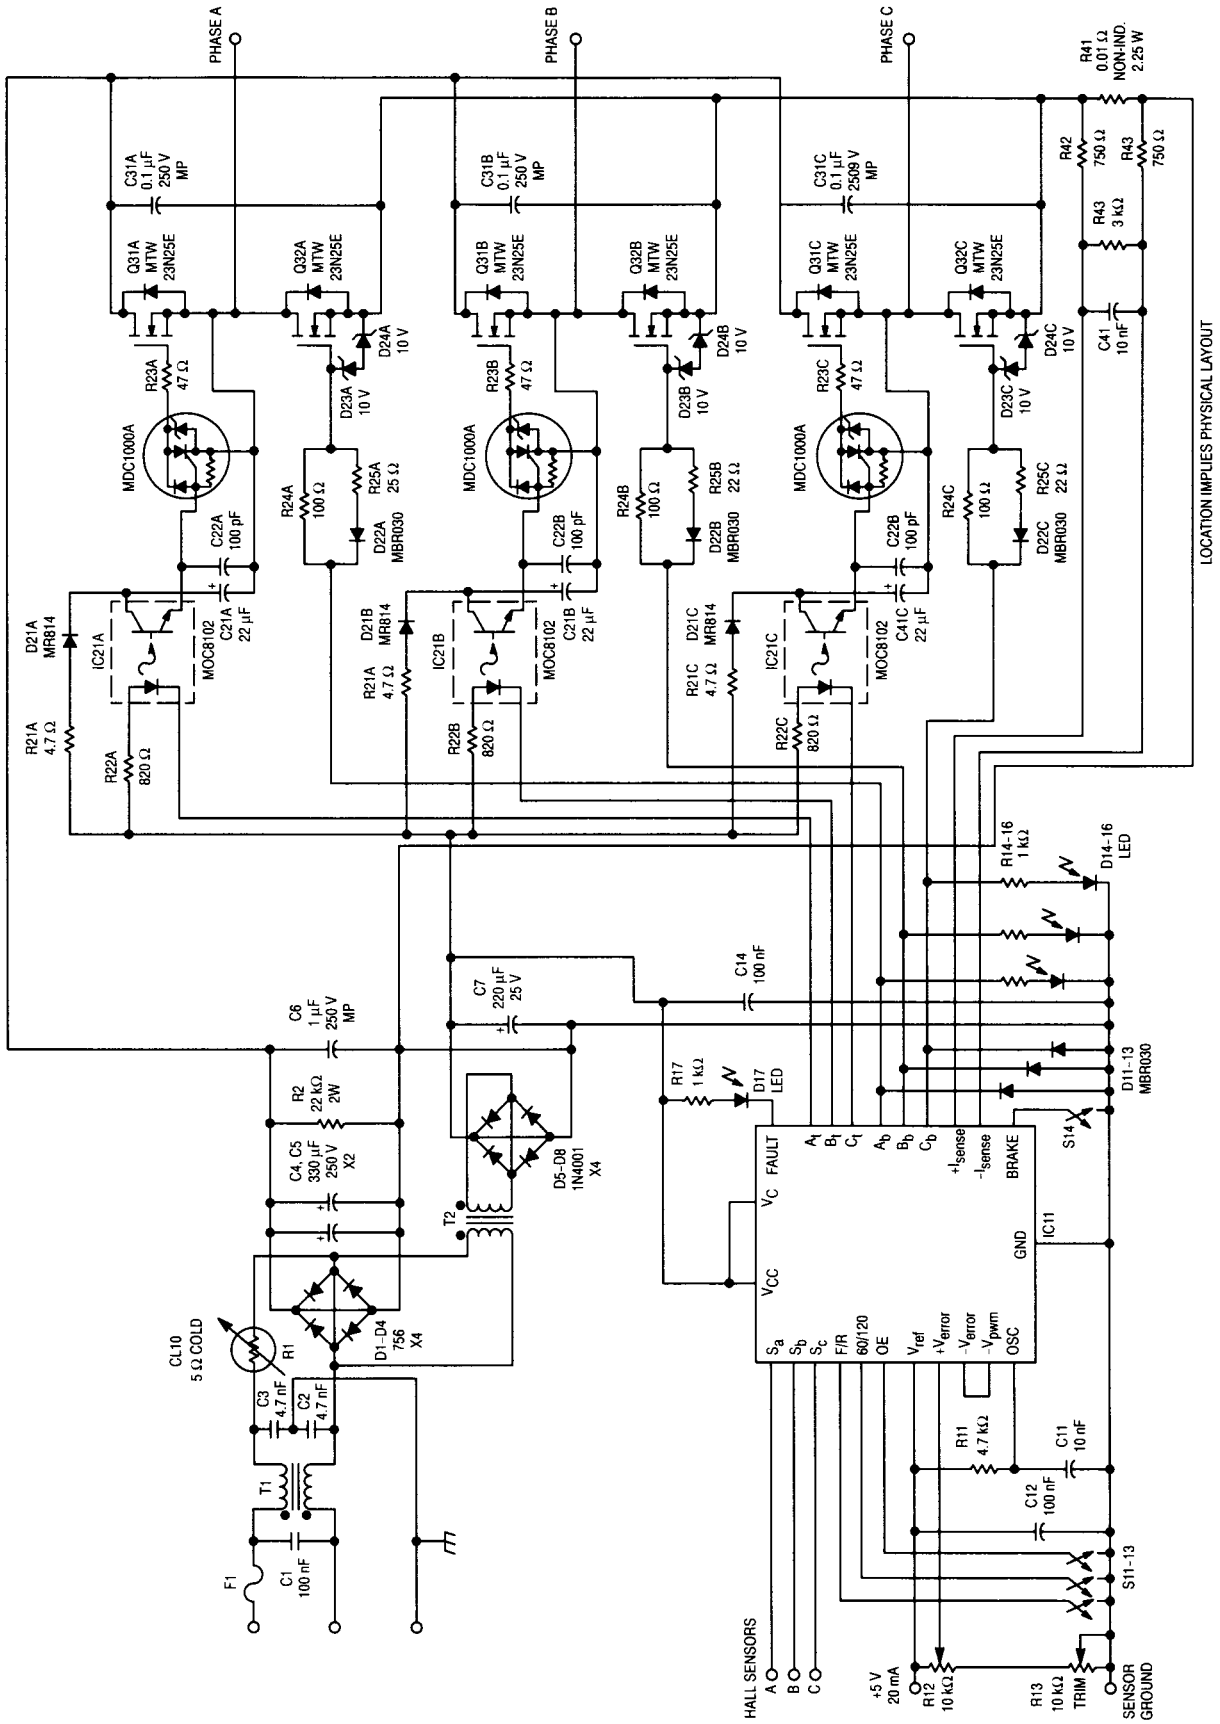 PHASE A
PHASE B
PHASE C
R41
0.01 Ω
NON-IND.
2.25 W
C31A
0.1 µF
250 V
MP
C31B
0.1 µF
250 V
MP
C31C
0.1 µF
2509 V
MP
R42
750 Ω
R43
750 Ω
R43
3 kΩ
C41
10 nF
Q31A
MTW
23N25E
Q32A
MTW
23N25E
Q31B
MTW
23N25E
Q32B
MTW
23N25E
Q31C
MTW
23N25E
Q32C
MTW
23N25E
R23A
47 Ω
D24A
10 V
D23A
10 V
R23B
47 Ω
D24B
10 V
D23B
10 V
R23C
47 Ω
D24C
10 V
D23C
10 V
MDC1000A
MDC1000A
MDC1000A
R24A
100 Ω
R25A
25 Ω
D22A
MBR030
R24B
100 Ω
R25B
22 Ω
D22B
MBR030
R24C
100 Ω
R25C
22 Ω
D22C
MBR030
C22A
100 pF
C21A
22 µF
+
C22B
100 pF
C21B
22 µF
+
C22B
100 pF
C41C
22 µF
+
LOCATION IMPLIES PHYSICAL LAYOUT
D21A
MR814
IC21A
MOC8102
D21B
MR814
IC21B
MOC8102
D21C
MR814
IC21C
MOC8102
R21A
4.7 Ω
R22A
820 Ω
R21A
4.7 Ω
R22B
820 Ω
R21C
4.7 Ω
R22C
820 Ω
R14-16
1 kΩ
D14-16
LED
C6
1 µF
250 V
MP
C7
220 µF
25 V
+
C14
100 nF
R2
22 kΩ
2W
C4, C5
330 µF
250 V
X2
+
+
R17
1 kΩ
D17
LED
D11-13
MBR030
S14
D5-D8
1N4001
X4
T2
CL10
5 Ω COLD
R1
D1-D4
756
X4
C3
4.7 nF
C2
4.7 nF
T1
F1
C1
100 nF
FAULT
At
Bt
Ct
Ab
Bb
Cb
+Isense
-Isense
BRAKE
VC
VCC
GND
IC11
Sa
Sb
Sc
F/R
60/120
OE
Vref
+Verror
-Verror
-Vpwm
OSC
R11
4.7 kΩ
C11
10 nF
C12
100 nF
S11-13
HALL SENSORS
A
B
C
+5 V
20 mA
R12
10 kΩ
R13
10 kΩ
TRIM
SENSOR
GROUND